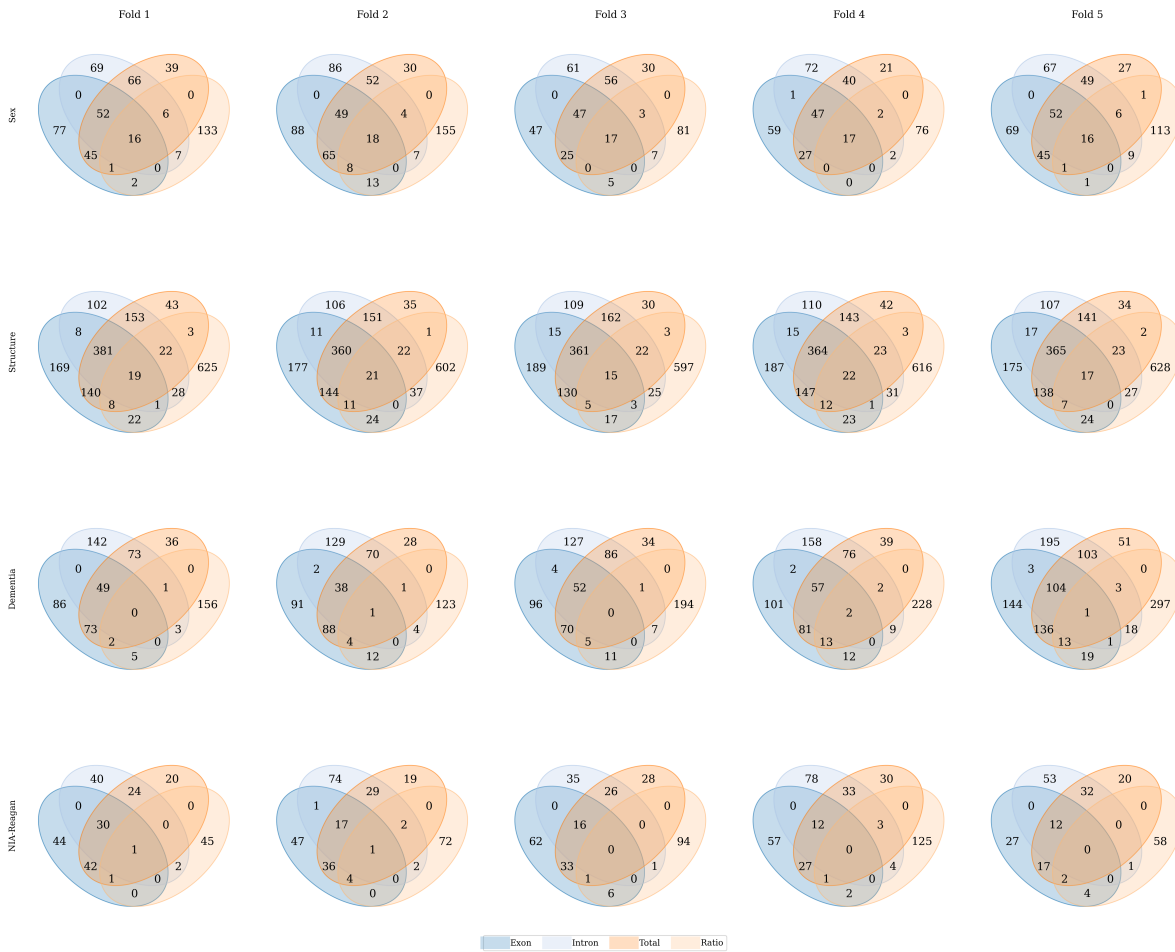 Fold 1 Fold 2 Fold 3 Fold 4 Fold 5
Sex
69 39 66 0 0 52 6 77 133 16 45 7 1 0 2
86 30 52 0 0 49 4 88 155 18 65 7 8 0 13
61 30 56 0 0 47 3 47 81 17 25 7 0 0 5
72 21 40 1 0 47 2 59 76 17 27 2 0 0 0
67 27 49 0 1 52 6 69 113 16 45 9 1 0 1
Structure
102 43 153 8 3 381 22 169 625 19 140 28 8 1 22
106 35 151 11 1 360 22 177 602 21 144 37 11 0 24
109 30 162 15 3 361 22 189 597 15 130 25 5 3 17
110 42 143 15 3 364 23 187 616 22 147 31 12 1 23
107 34 141 17 2 365 23 175 628 17 138 27 7 0 24
Dementia
142 36 73 0 0 49 1 86 156 0 73 3 2 0 5
129 28 70 2 0 38 1 91 123 1 88 4 4 0 12
127 34 86 4 0 52 1 96 194 0 70 7 5 0 11
158 39 76 2 0 57 2 101 228 2 81 9 13 0 12
195 51 103 3 0 104 3 144 297 1 136 18 13 1 19
NIA-Reagan
40 20 24 0 0 30 0 44 45 1 42 2 1 0 0
74 19 29 1 0 17 2 47 72 1 36 2 4 0 0
35 28 26 0 0 16 0 62 94 0 33 1 1 0 6
78 30 33 0 0 12 3 57 125 0 27 4 1 0 2
53 20 32 0 0 12 0 27 58 0 17 1 2 0 4
Exon Intron Total Ratio